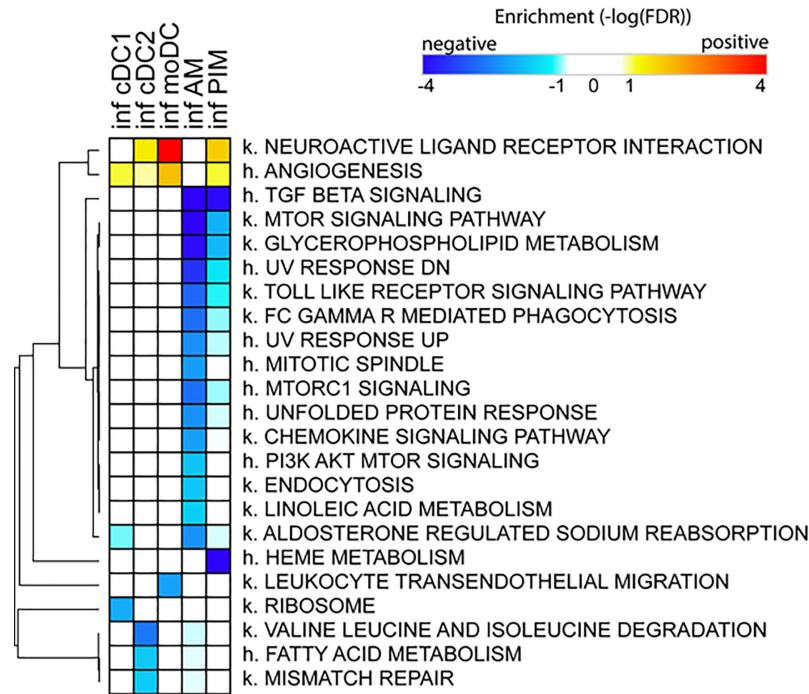 Enrichment (-log(FDR))
negative positive
-4 -1 0 1 4
inf cDC1
inf cDC2
inf moDC
inf AM
inf PIM
k. NEUROACTIVE LIGAND RECEPTOR INTERACTION
h. ANGIOGENESIS
h. TGF BETA SIGNALING
k. MTOR SIGNALING PATHWAY
k. GLYCEROPHOSPHOLIPID METABOLISM
h. UV RESPONSE DN
k. TOLL LIKE RECEPTOR SIGNALING PATHWAY
k. FC GAMMA R MEDIATED PHAGOCYTOSIS
h. UV RESPONSE UP
h. MITOTIC SPINDLE
h. MTORC1 SIGNALING
h. UNFOLDED PROTEIN RESPONSE
k. CHEMOKINE SIGNALING PATHWAY
h. PI3K AKT MTOR SIGNALING
k. ENDOCYTOSIS
k. LINOLEIC ACID METABOLISM
k. ALDOSTERONE REGULATED SODIUM REABSORPTION
h. HEME METABOLISM
k. LEUKOCYTE TRANSENDOTHELIAL MIGRATION
k. RIBOSOME
k. VALINE LEUCINE AND ISOLEUCINE DEGRADATION
h. FATTY ACID METABOLISM
k. MISMATCH REPAIR